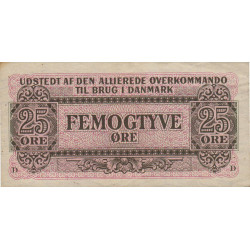 UDSTEDT AF DEN ALLIEREDE OVERKOMMANDO
TIL BRUG I DANMARK
25 ØRE
FEMOGTYVE
ØRE
25 ØRE
D
D